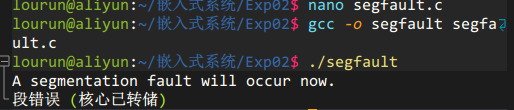 lourun@aliyun:~/嵌入式系统/Exp02$ nano segfault.c
lourun@aliyun:~/嵌入式系统/Exp02$ gcc -o segfault segfa
ult.c
lourun@aliyun:~/嵌入式系统/Exp02$ ./segfault
A segmentation fault will occur now.
段错误 (核心已转储)